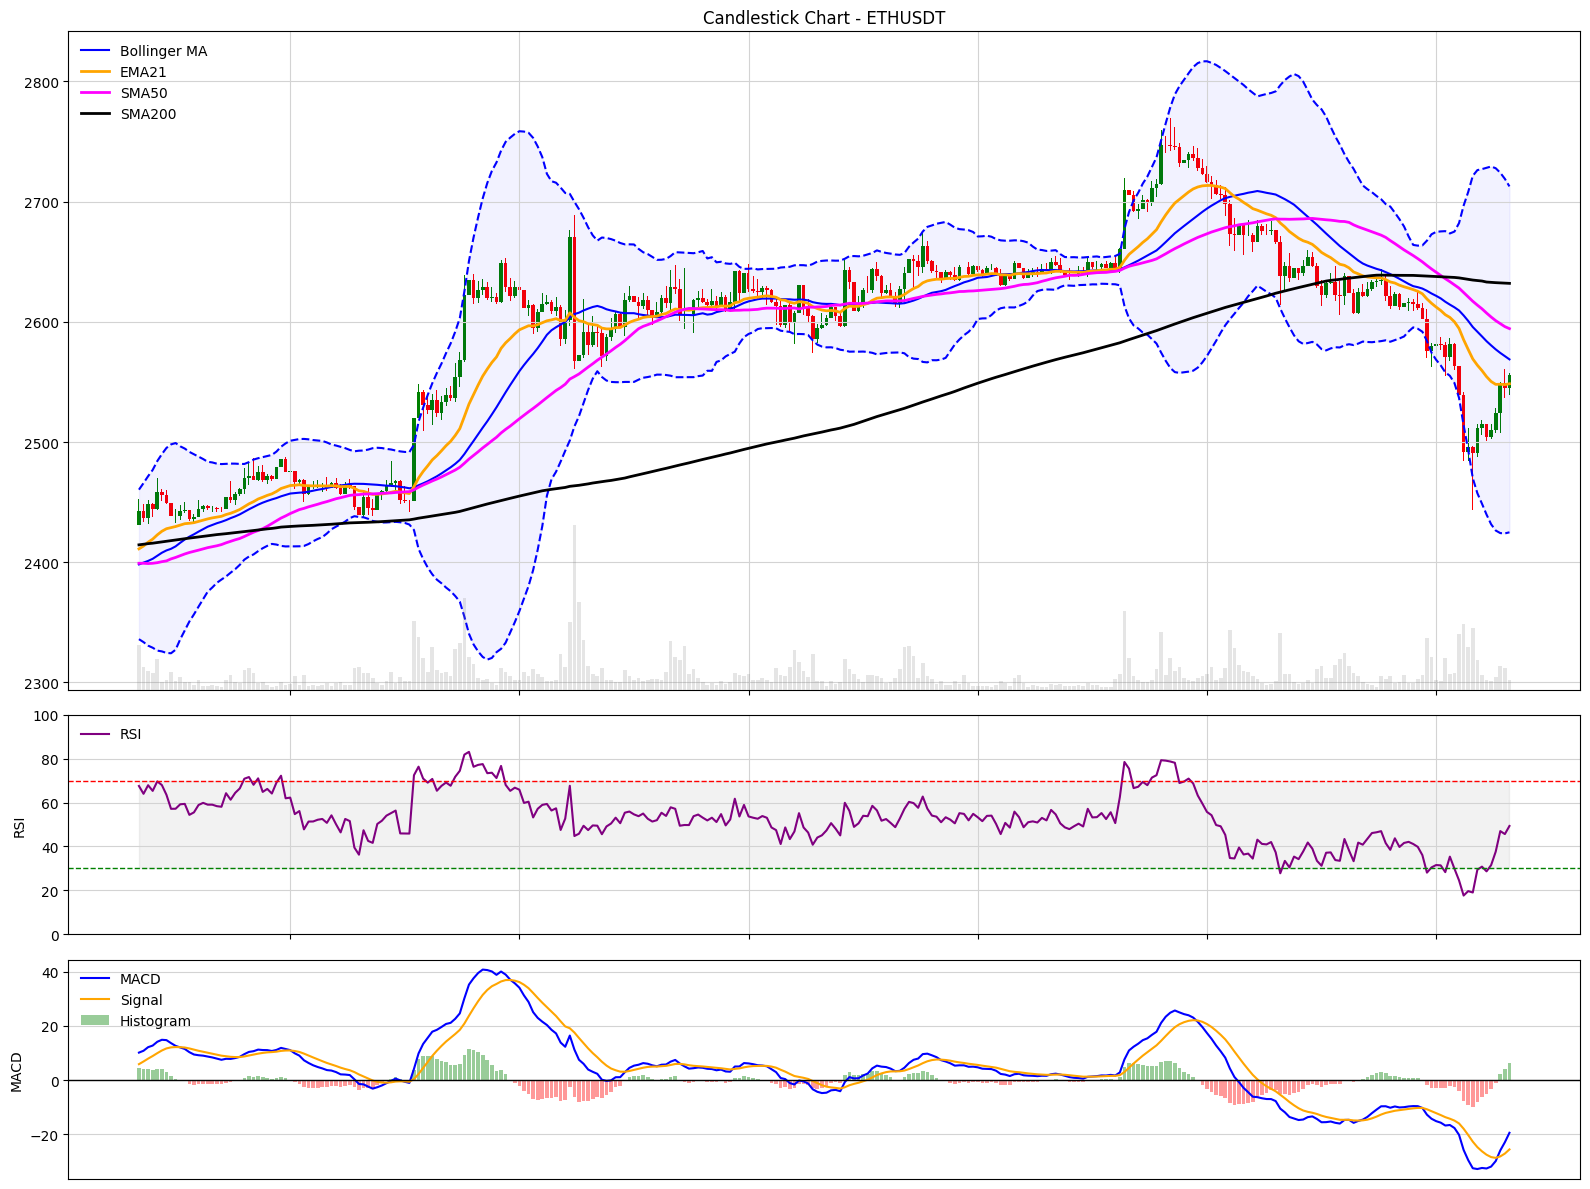 Candlestick Chart - ETHUSDT
Bollinger MA
EMA21
SMA50
SMA200
2800
2700
2600
2500
2400
2300
RSI
100
80
60
40
20
0
RSI
MACD
Signal
Histogram
40
20
0
−20
MACD